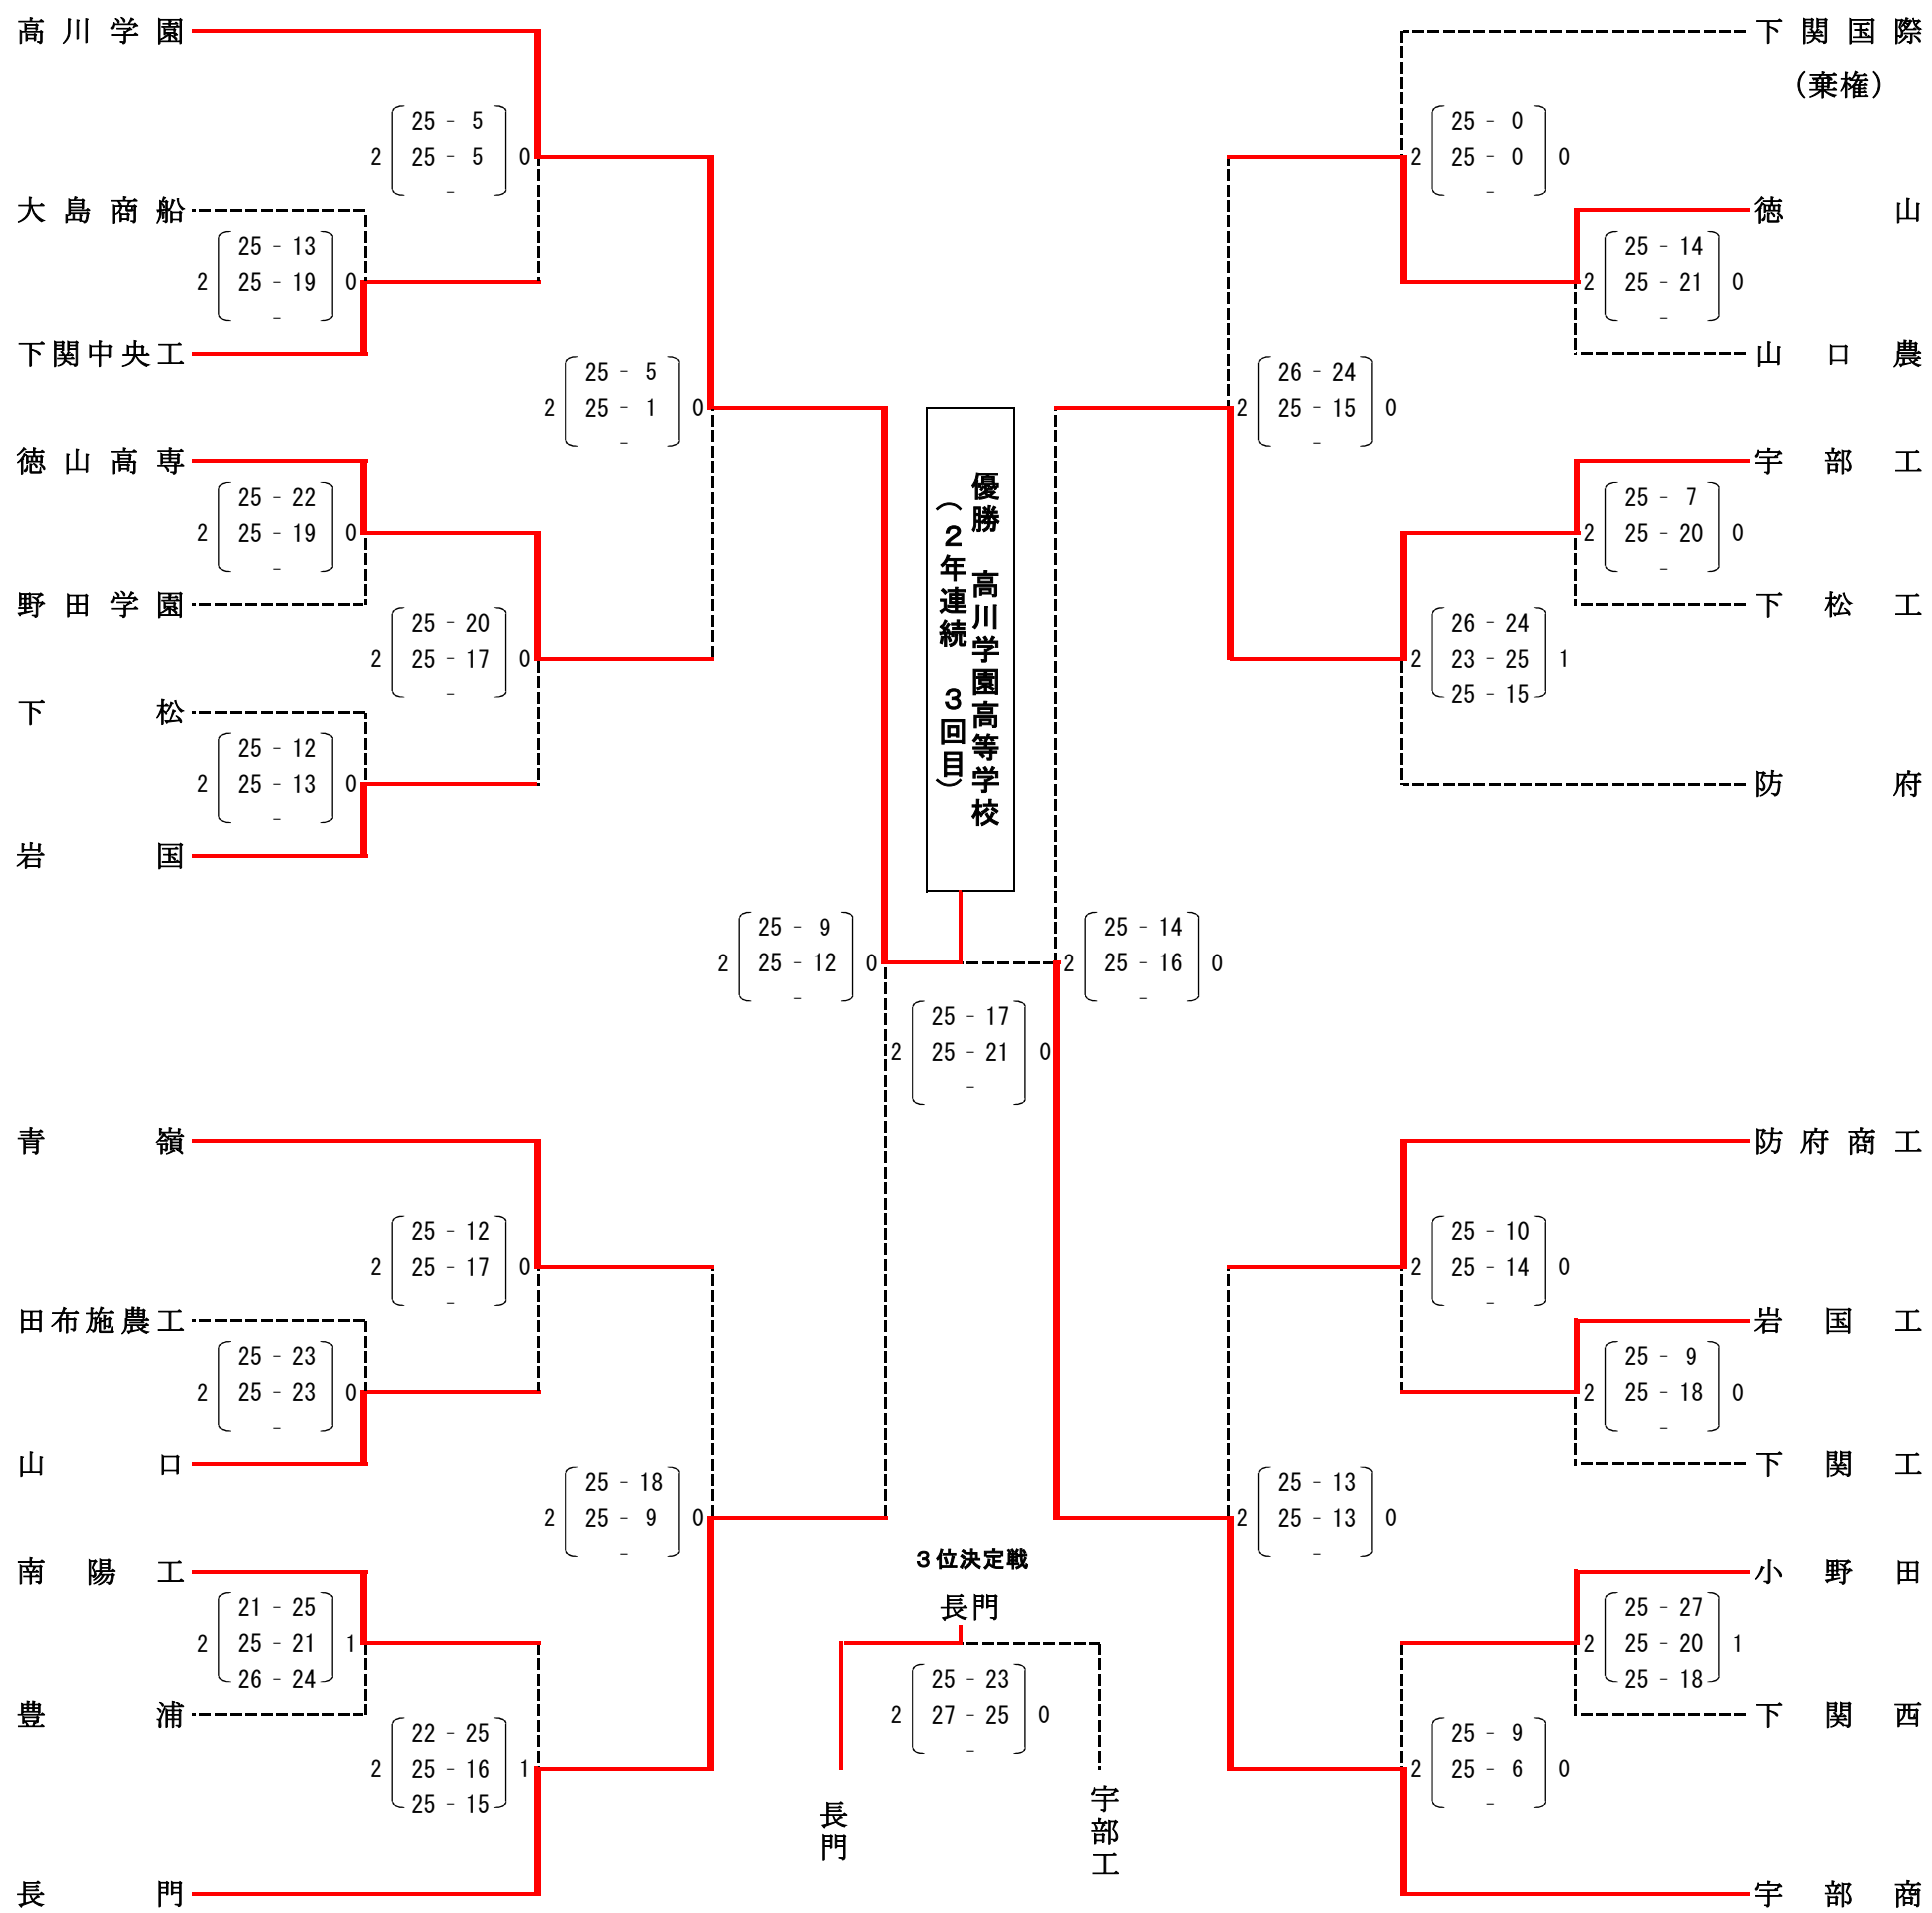 高川学園
2 25 - 5 0
25 - 5
-
大島商船
2 25 - 13 0
25 - 19
-
下関中央工
2 25 - 5 0
25 - 1
-
徳山高専
2 25 - 22 0
25 - 19
-
野田学園
2 25 - 20 0
25 - 17
-
下松
2 25 - 12 0
25 - 13
-
岩国
2 25 - 9 0
25 - 12
-
青嶺
2 25 - 12 0
25 - 17
-
田布施農工
2 25 - 23 0
25 - 23
-
山口
2 25 - 18 0
25 - 9
-
南陽工
2 21 - 25 1
25 - 21
26 - 24
豊浦
2 22 - 25 1
25 - 16
25 - 15
長門
優勝 高川学園高等学校
(2年連続 3回目)
2 25 - 17 0
25 - 21
-
3位決定戦
長門
2 25 - 23 0
27 - 25
-
長門
宇部工
下関国際
(棄権)
2 25 - 0 0
25 - 0
-
徳山
2 25 - 14 0
25 - 21
-
山口農
2 26 - 24 0
25 - 15
-
宇部工
2 25 - 7 0
25 - 20
-
下松工
2 26 - 24 1
23 - 25
25 - 15
防府
2 25 - 14 0
25 - 16
-
防府商工
2 25 - 10 0
25 - 14
-
岩国工
2 25 - 9 0
25 - 18
-
下関工
2 25 - 13 0
25 - 13
-
小野田
2 25 - 27 1
25 - 20
25 - 18
下関西
2 25 - 9 0
25 - 6
-
宇部商